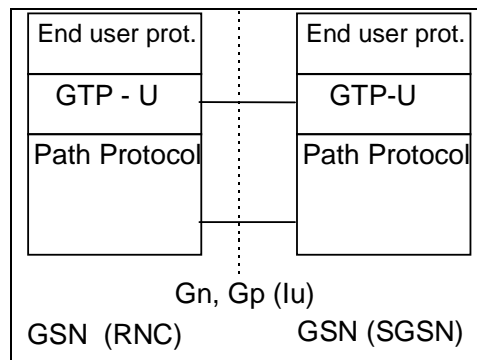 End user prot.
End user prot.
GTP - U
GTP-U
Path Protocol
Path Protocol
Gn, Gp (Iu)
GSN (RNC)
GSN (SGSN)